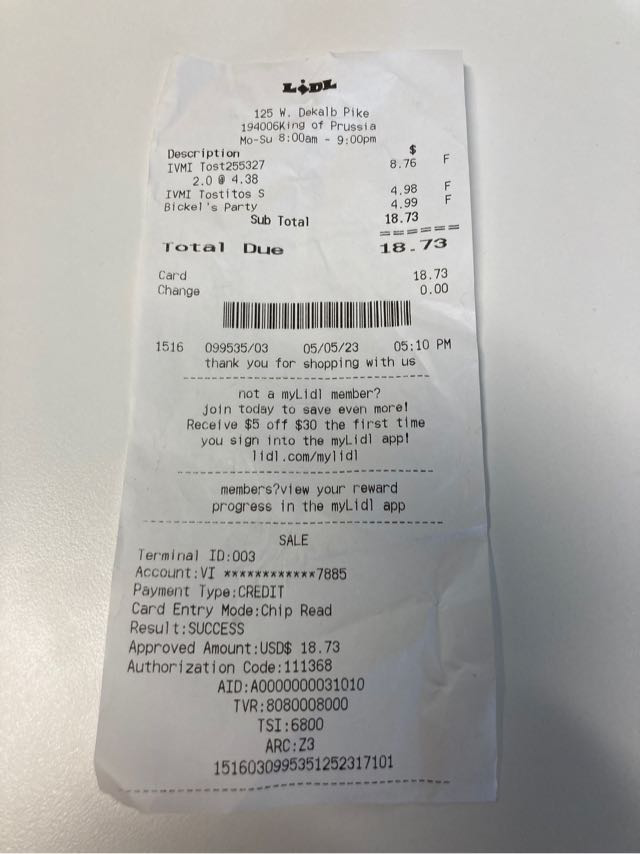 LiDL
125 W. Dekalb Pike
194006King of Prussia
Mo-Su 8:00am - 9:00pm
Description $
IVMI Tost255327 8.76 F
2.0 @ 4.38
IVMI Tostitos S 4.98 F
Bickel's Party 4.99 F
Sub Total 18.73
======
Total Due 18.73
Card 18.73
Change 0.00
1516 099535/03 05/05/23 05:10 PM
thank you for shopping with us
not a myLidl member?
join today to save even more!
Receive $5 off $30 the first time
you sign into the myLidl app!
lidl.com/mylidl
members?view your reward
progress in the myLidl app
SALE
Terminal ID:003
Account:VI ************7885
Payment Type:CREDIT
Card Entry Mode:Chip Read
Result:SUCCESS
Approved Amount:USD$ 18.73
Authorization Code:111368
AID:A0000000031010
TVR:8080008000
TSI:6800
ARC:Z3
1516030995351252317101